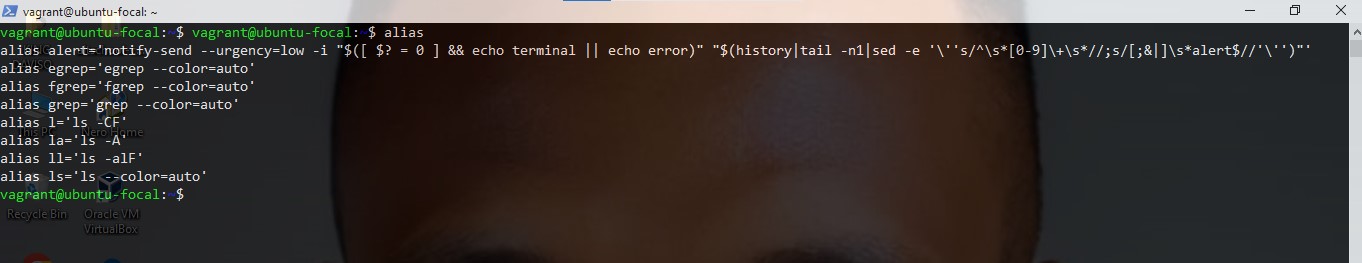 vagrant@ubuntu-focal: ~
vagrant@ubuntu-focal:~$ vagrant@ubuntu-focal:~$ alias
alias alert='notify-send --urgency=low -i "$([ $? = 0 ] && echo terminal || echo error)" "$(history|tail -n1|sed -e '\''s/^\s*[0-9]\+\s*//;s/[;&|]\s*alert$//'\'')"'
alias egrep='egrep --color=auto'
alias fgrep='fgrep --color=auto'
alias grep='grep --color=auto'
alias l='ls -CF'
This PC
Nero Home
alias la='ls -A'
alias ll='ls -alF'
alias ls='ls --color=auto'
vagrant@ubuntu-focal:~$
Recycle Bin
Oracle VM
VirtualBox